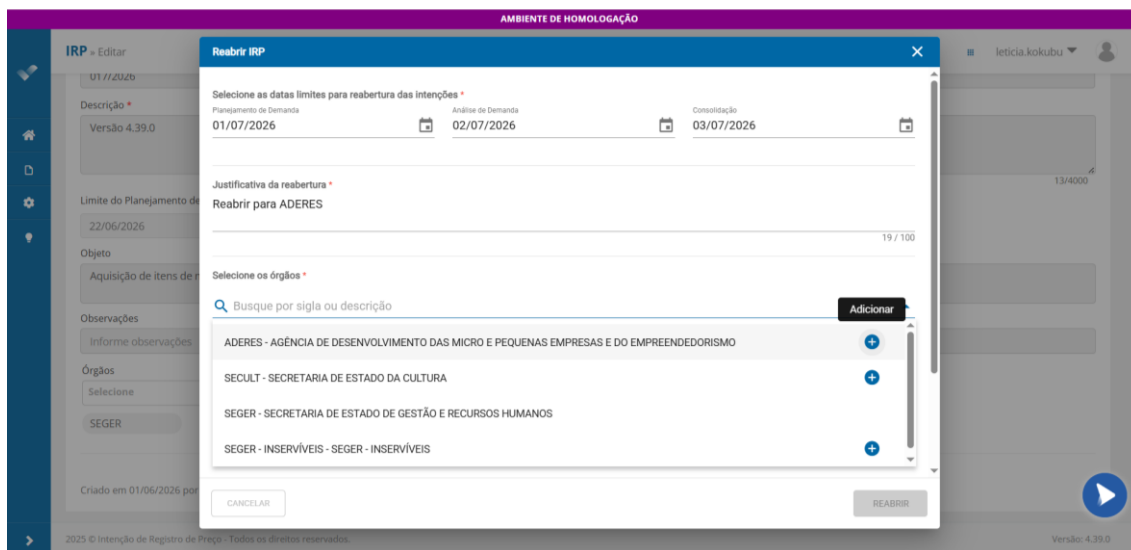 AMBIENTE DE HOMOLOGAÇÃO
IRP » Editar
leticia.kokubu
Reabrir IRP
017/2026
Selecione as datas limites para reabertura das intenções *
Planejamento de Demanda
Análise de Demanda
Consolidação
01/07/2026
02/07/2026
03/07/2026
Descrição *
Versão 4.39.0
13/4000
Justificativa da reabertura *
Reabrir para ADERES
19 / 100
Limite do Planejamento de
22/06/2026
Objeto
Aquisição de itens de
Selecione os órgãos *
Busque por sigla ou descrição
Adicionar
Observações
Informe observações
ADERES - AGÊNCIA DE DESENVOLVIMENTO DAS MICRO E PEQUENAS EMPRESAS E DO EMPREENDEDORISMO
Órgãos
Selecione
SECULT - SECRETARIA DE ESTADO DA CULTURA
SEGER
SEGER - SECRETARIA DE ESTADO DE GESTÃO E RECURSOS HUMANOS
SEGER - INSERVÍVEIS - SEGER - INSERVÍVEIS
Criado em 01/06/2026 por
CANCELAR
REABRIR
2025 © Intenção de Registro de Preço - Todos os direitos reservados.
Versão: 4.39.0